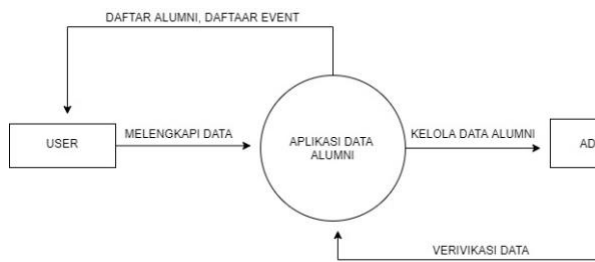 DAFTAR ALUMNI, DAFTAAR EVENT
USER
MELENGKAPI DATA
APLIKASI DATA
ALUMNI
KELOLA DATA ALUMNI
AD
VERIVIKASI DATA